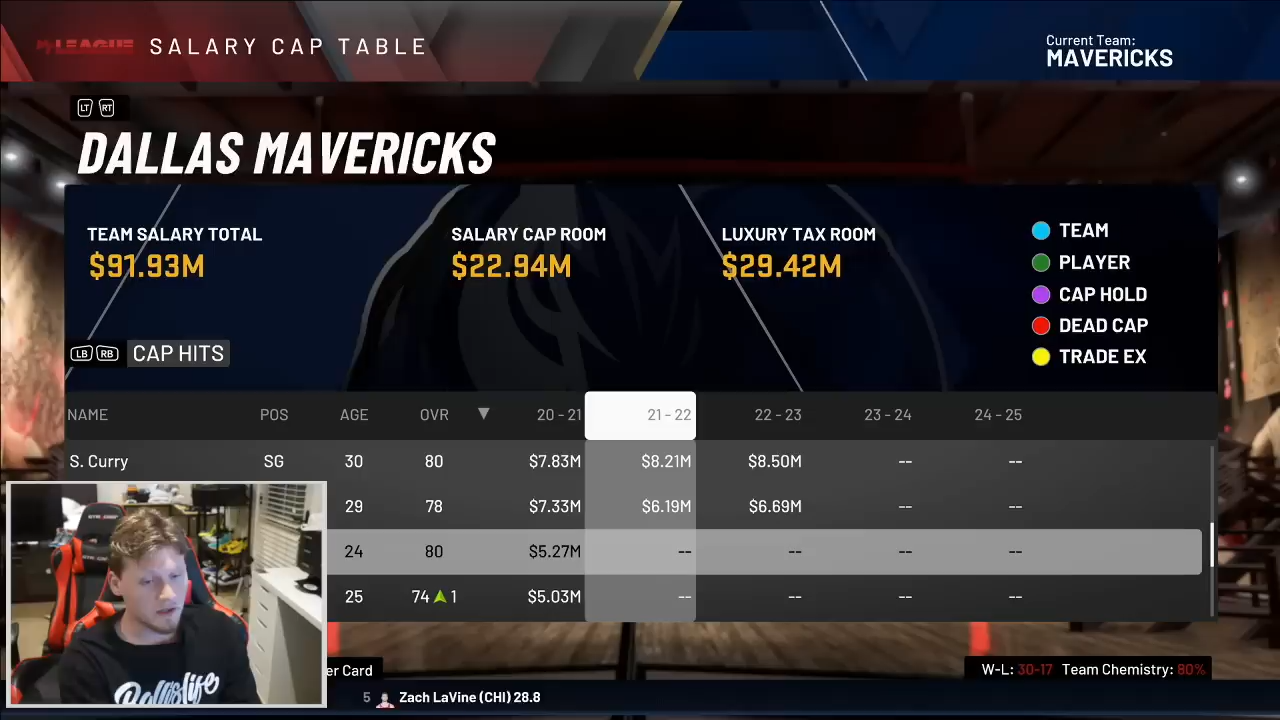 LEAGUE SALARY CAP TABLE
Current Team:
MAVERICKS
LT RT
DALLAS MAVERICKS
TEAM SALARY TOTAL SALARY CAP ROOM LUXURY TAX ROOM
$91.93M $22.94M $29.42M
TEAM
PLAYER
CAP HOLD
DEAD CAP
TRADE EX
LB RB CAP HITS
NAME POS AGE OVR ▼ 20 - 21 21 - 22 22 - 23 23 - 24 24 - 25
S. Curry SG 30 80 $7.83M $8.21M $8.50M -- --
29 78 $7.33M $6.19M $6.69M -- --
24 80 $5.27M -- -- -- --
25 74 1 $5.03M -- -- -- --
er Card
W-L: 30-17 Team Chemistry: 80%
5 Zach LaVine (CHI) 28.8
Ballislife